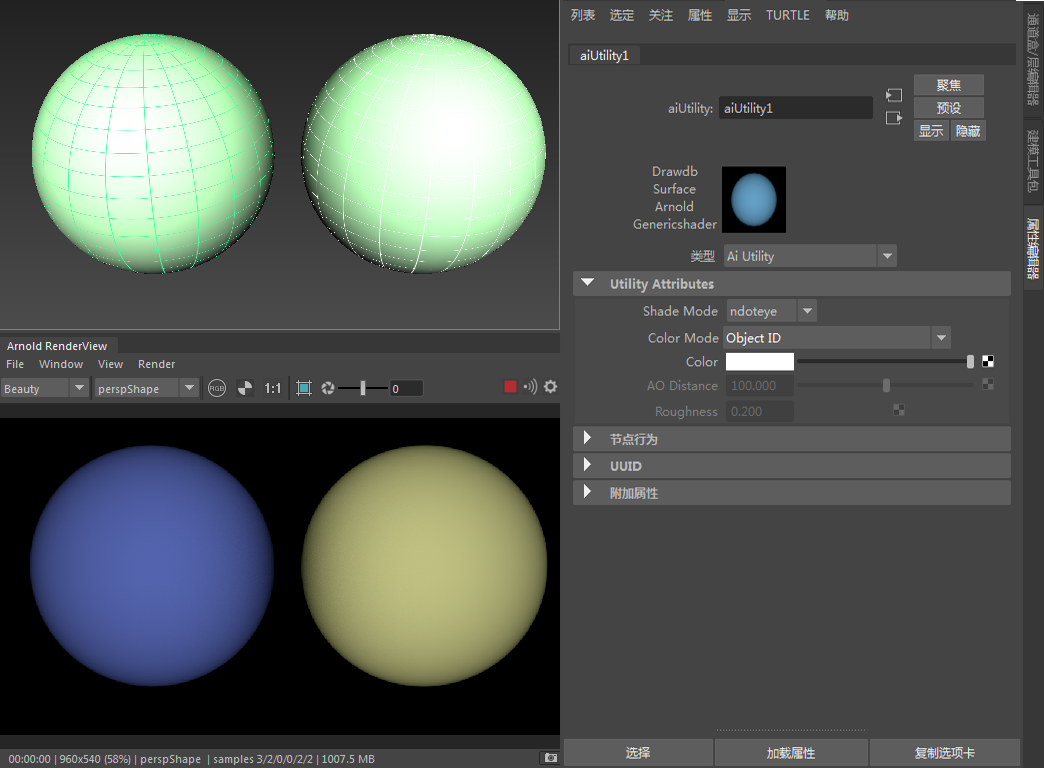 列表 选定 关注 属性 显示 TURTLE 帮助
aiUtility1
aiUtility: aiUtility1
聚焦
预设
显示 隐藏
Drawdb
Surface
Arnold
Genericshader
类型 Ai Utility
Utility Attributes
Shade Mode ndoteye
Color Mode Object ID
Color
AO Distance 100.000
Roughness 0.200
节点行为
UUID
附加属性
选择 加载属性 复制选项卡
通道盒/层编辑器
建模工具包
属性编辑器
Arnold RenderView
File Window View Render
Beauty perspShape RGB 1:1 0
00:00:00 | 960x540 (58%) | perspShape | samples 3/2/0/0/2/2 | 1007.5 MB